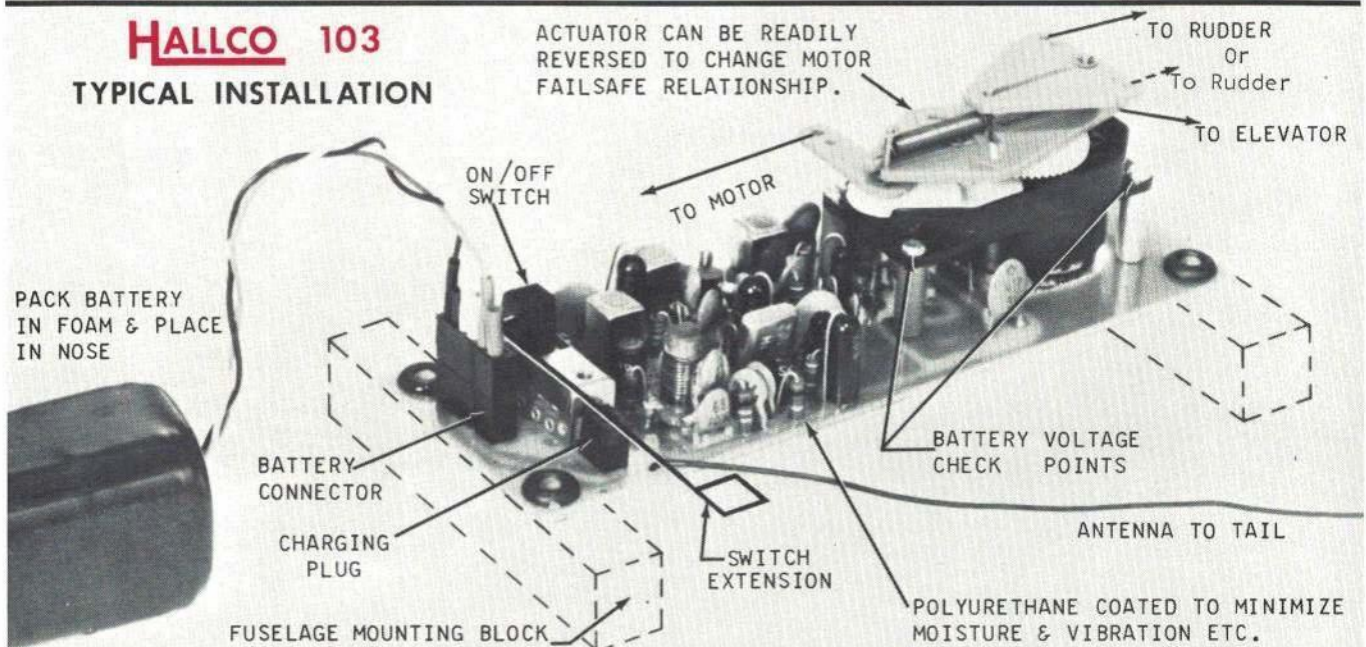 HALLCO 103
TYPICAL INSTALLATION
ACTUATOR CAN BE READILY
REVERSED TO CHANGE MOTOR
FAILSAFE RELATIONSHIP.
TO RUDDER
Or
To Rudder
TO ELEVATOR
ON/OFF
SWITCH
TO MOTOR
PACK BATTERY
IN FOAM & PLACE
IN NOSE
BATTERY
CONNECTOR
CHARGING
PLUG
FUSELAGE MOUNTING BLOCK
SWITCH
EXTENSION
BATTERY VOLTAGE
CHECK POINTS
ANTENNA TO TAIL
POLYURETHANE COATED TO MINIMIZE
MOISTURE & VIBRATION ETC.